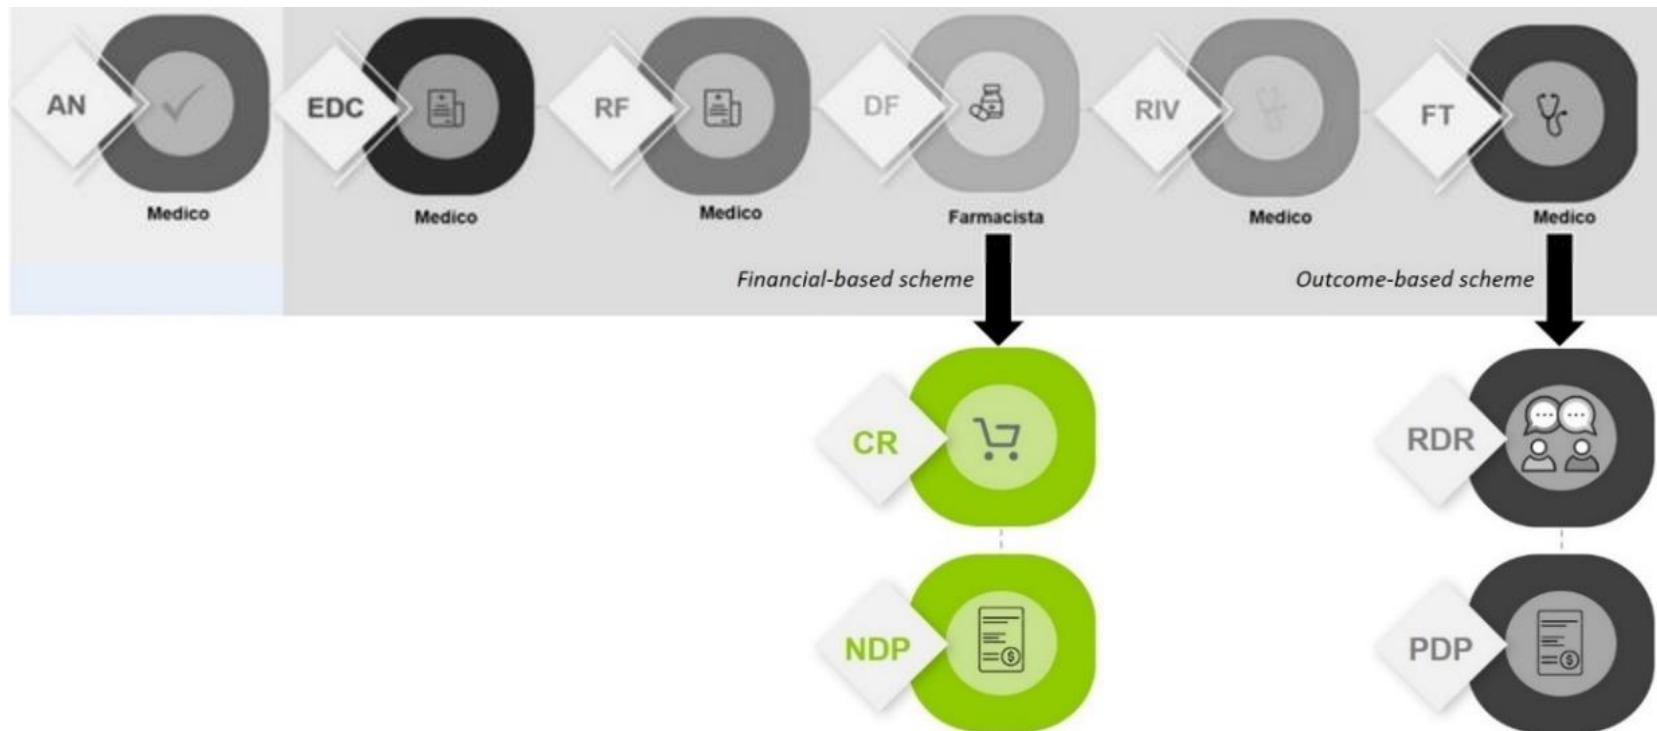 AN
EDC
RF
DF
RIV
FT
Medico
Medico
Medico
Farmacista
Medico
Medico
Financial-based scheme
Outcome-based scheme
CR
RDR
NDP
PDP